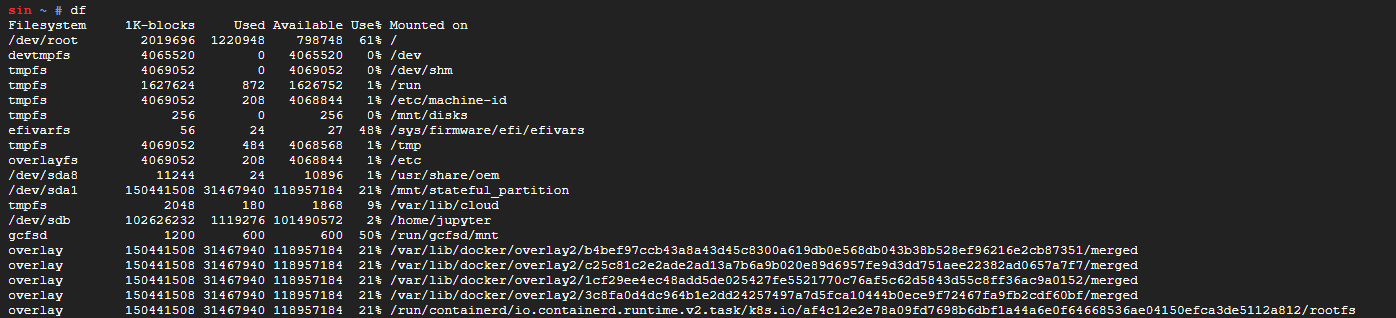 sin ~ # df
Filesystem     1K-blocks     Used Available Use% Mounted on
/dev/root        2019696  1220948    798748  61% /
devtmpfs         4065520        0   4065520   0% /dev
tmpfs            4069052        0   4069052   0% /dev/shm
tmpfs            1627624      872   1626752   1% /run
tmpfs            4069052      208   4068844   1% /etc/machine-id
tmpfs                256        0       256   0% /mnt/disks
efivarfs              56       24        27  48% /sys/firmware/efi/efivars
tmpfs            4069052      484   4068568   1% /tmp
overlayfs        4069052      208   4068844   1% /etc
/dev/sda8          11244       24     10896   1% /usr/share/oem
/dev/sda1      150441508 31467940 118957184  21% /mnt/stateful_partition
tmpfs               2048      180      1868   9% /var/lib/cloud
/dev/sdb       102626232  1119276 101490572   2% /home/jupyter
gcfsd               1200      600       600  50% /run/gcfsd/mnt
overlay        150441508 31467940 118957184  21% /var/lib/docker/overlay2/b4bef97ccb43a8a43d45c8300a619db0e568db043b38b528ef96216e2cb87351/merged
overlay        150441508 31467940 118957184  21% /var/lib/docker/overlay2/c25c81c2e2ade2ad13a7b6a9b020e89d6957fe9d3dd751aee22382ad0657a7f7/merged
overlay        150441508 31467940 118957184  21% /var/lib/docker/overlay2/1cf29ee4ec48add5de025427fe5521770c76af5c62d5843d55c8ff36ac9a0152/merged
overlay        150441508 31467940 118957184  21% /var/lib/docker/overlay2/3c8fa0d4dc964b1e2dd24257497a7d5fca10444b0ece9f72467fa9fb2cdf60bf/merged
overlay        150441508 31467940 118957184  21% /run/containerd/io.containerd.runtime.v2.task/k8s.io/af4c12e2e78a09fd7698b6dbf1a44a6e0f64668536ae04150efca3de5112a812/rootfs